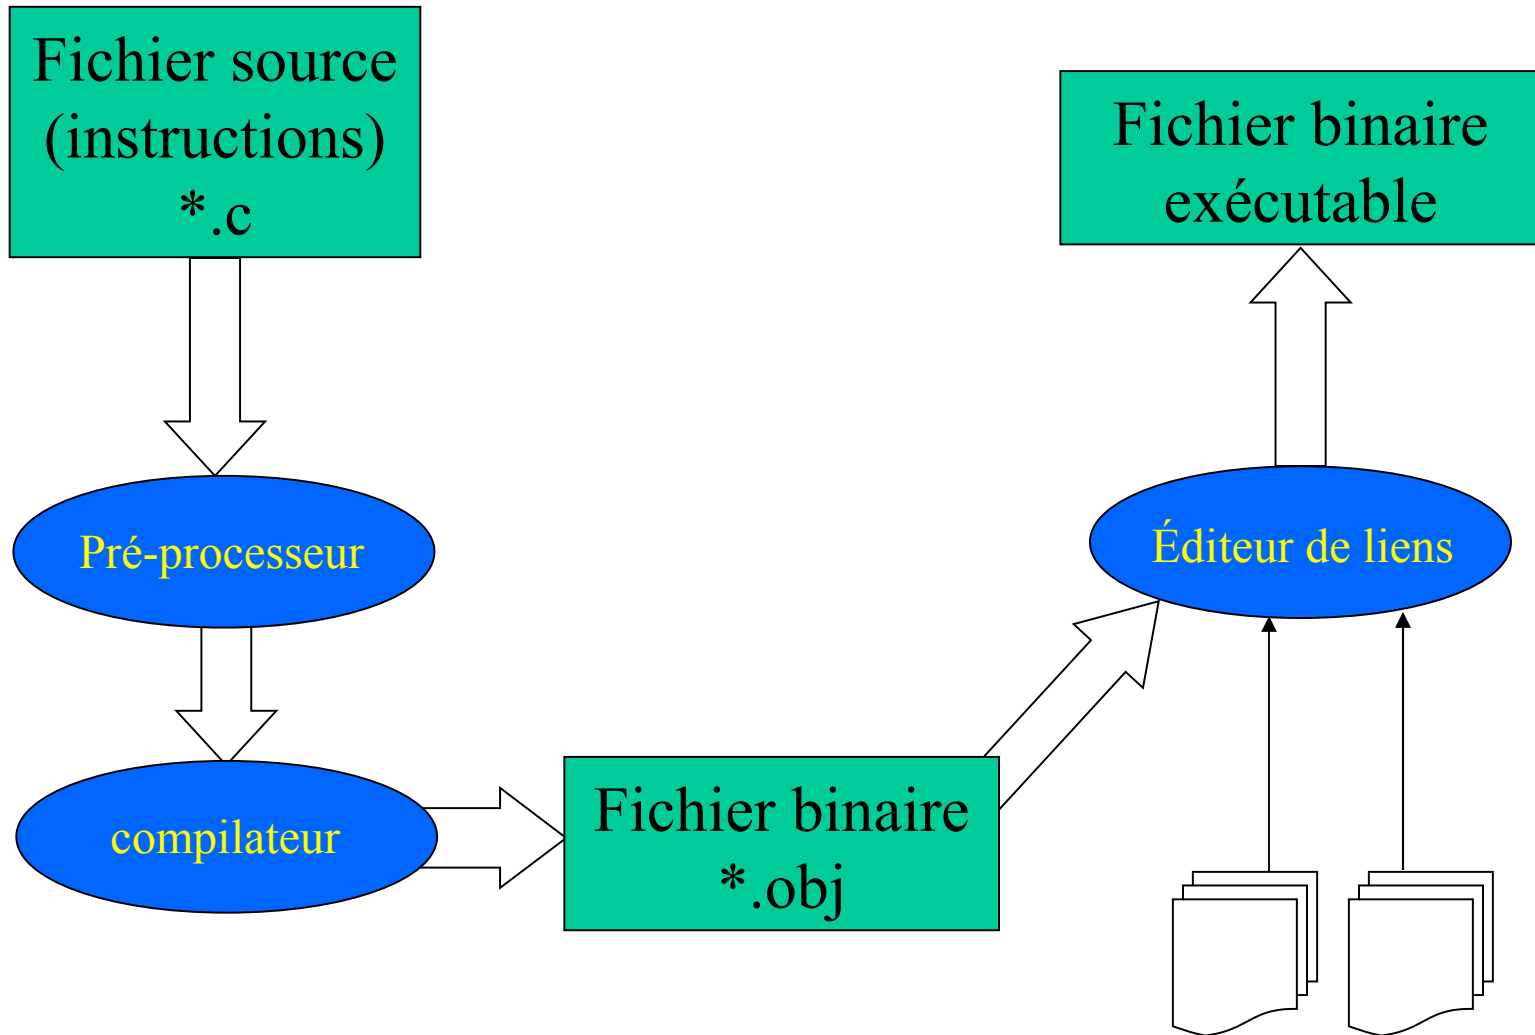 Fichier source
(instructions)
*.c
Fichier binaire
exécutable
Pré-processeur
Éditeur de liens
compilateur
Fichier binaire
*.obj